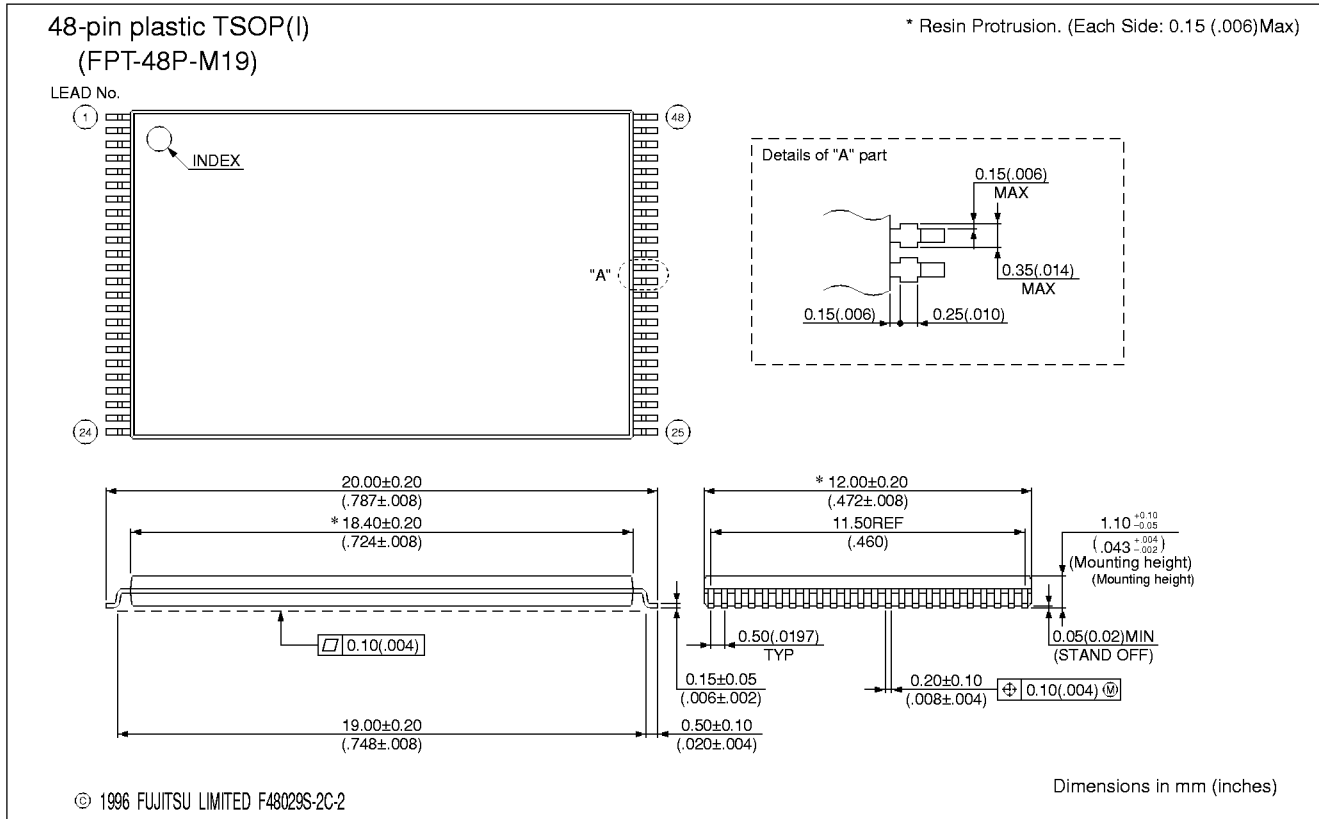 48-pin plastic TSOP(I)
(FPT-48P-M19)
* Resin Protrusion. (Each Side: 0.15 (.006)Max)
LEAD No.
1
48
INDEX
"A"
24
25
Details of "A" part
0.15(.006)
MAX
0.35(.014)
MAX
0.15(.006)
0.25(.010)
20.00±0.20
(.787±.008)
* 18.40±0.20
(.724±.008)
0.10(.004)
19.00±0.20
(.748±.008)
0.50±0.10
(.020±.004)
0.15±0.05
(.006±.002)
* 12.00±0.20
(.472±.008)
11.50REF
(.460)
1.10 +0.10 -0.05
(.043 +.004 -.002)
(Mounting height)
(Mounting height)
0.50(.0197)
TYP
0.05(0.02)MIN
(STAND OFF)
0.20±0.10
(.008±.004)
0.10(.004) Ⓜ
© 1996 FUJITSU LIMITED F48029S-2C-2
Dimensions in mm (inches)